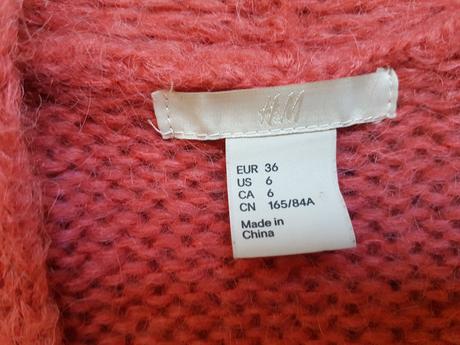 H&M
EUR 36
US 6
CA 6
CN 165/84A
Made in
China